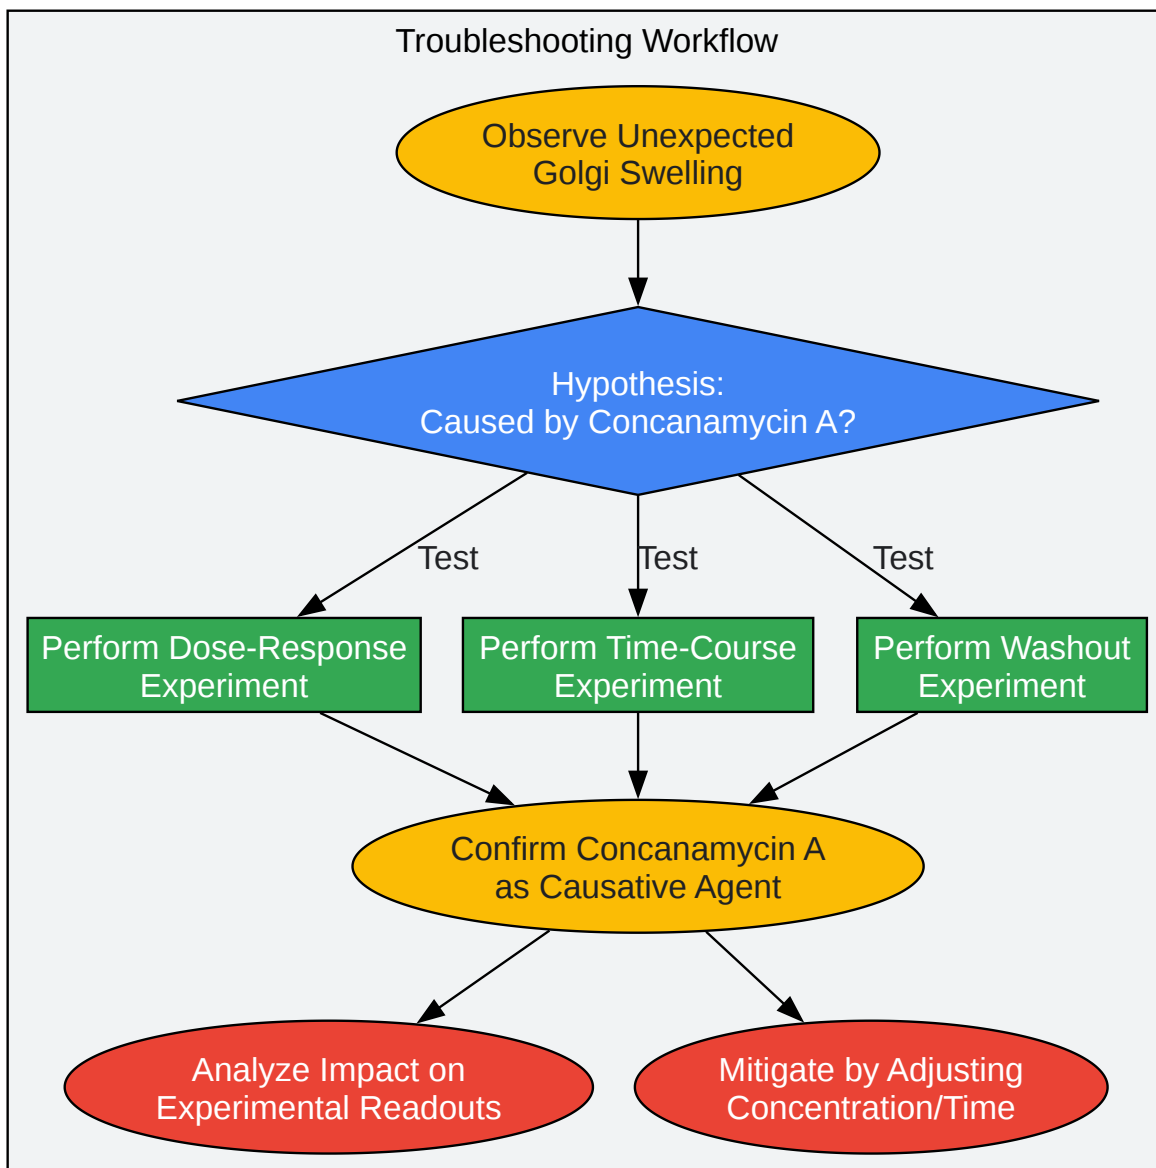 Troubleshooting Workflow
Observe Unexpected
Golgi Swelling
Hypothesis:
Caused by Concanamycin A?
Test
Test
Test
Perform Dose-Response
Experiment
Perform Time-Course
Experiment
Perform Washout
Experiment
Confirm Concanamycin A
as Causative Agent
Analyze Impact on
Experimental Readouts
Mitigate by Adjusting
Concentration/Time